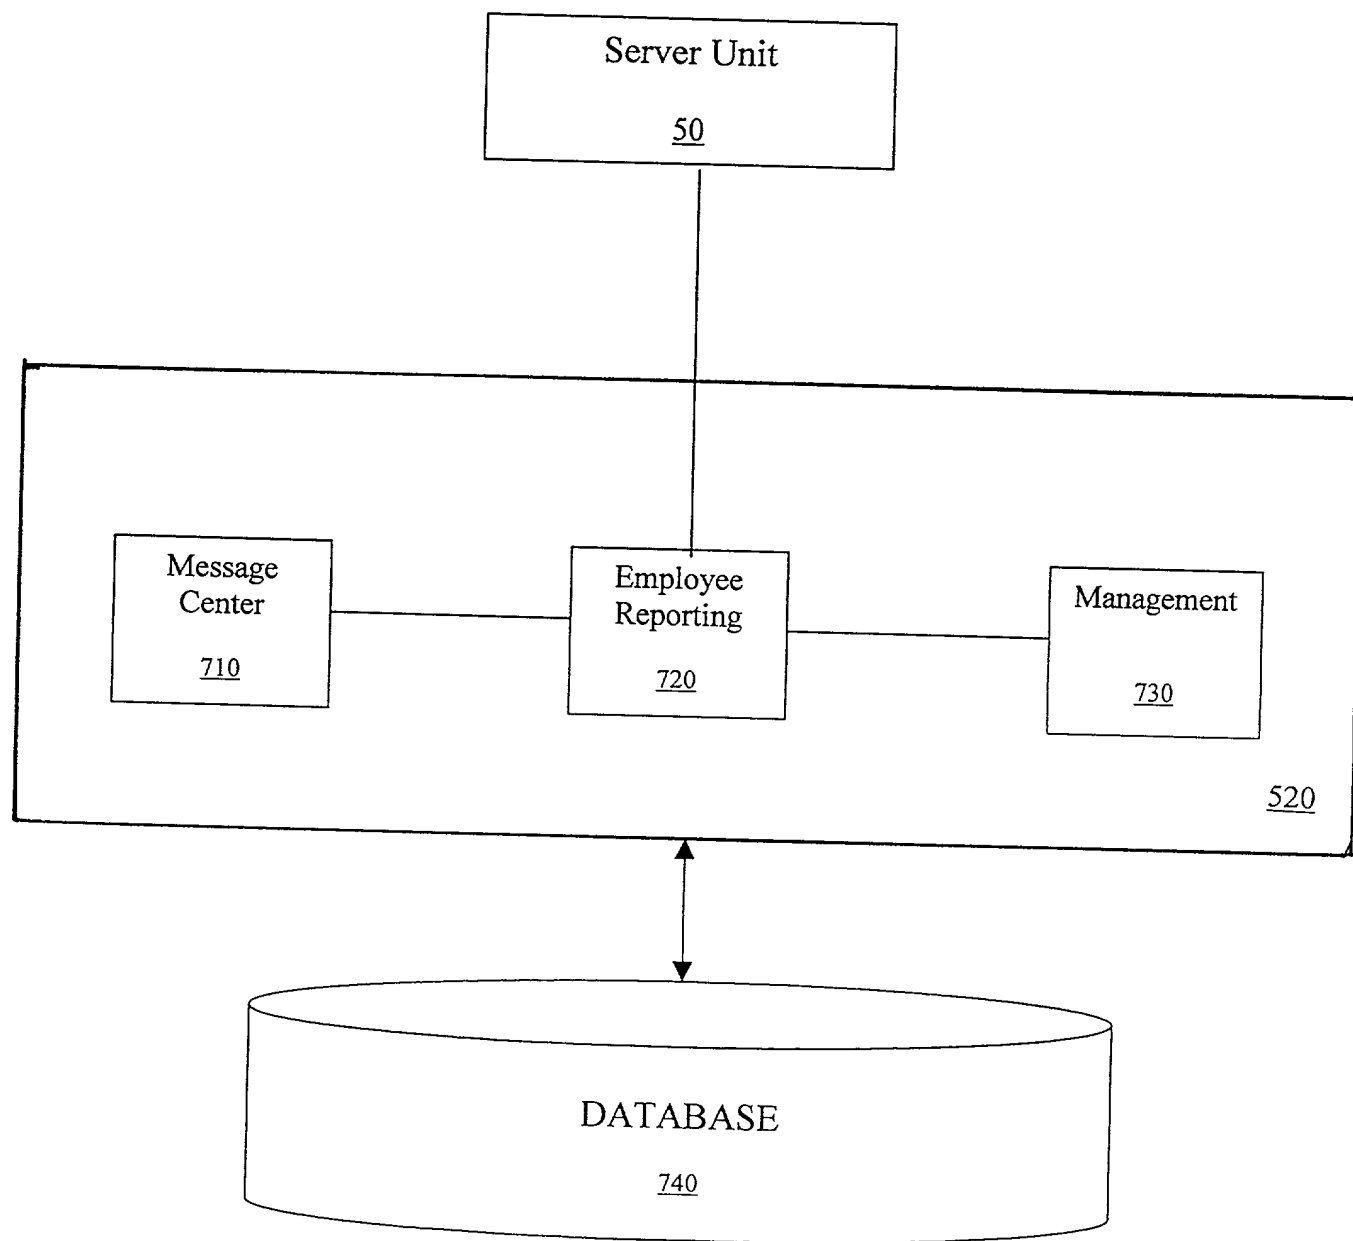 Server Unit
50
Message
Center
710
Employee
Reporting
720
Management
730
520
DATABASE
740